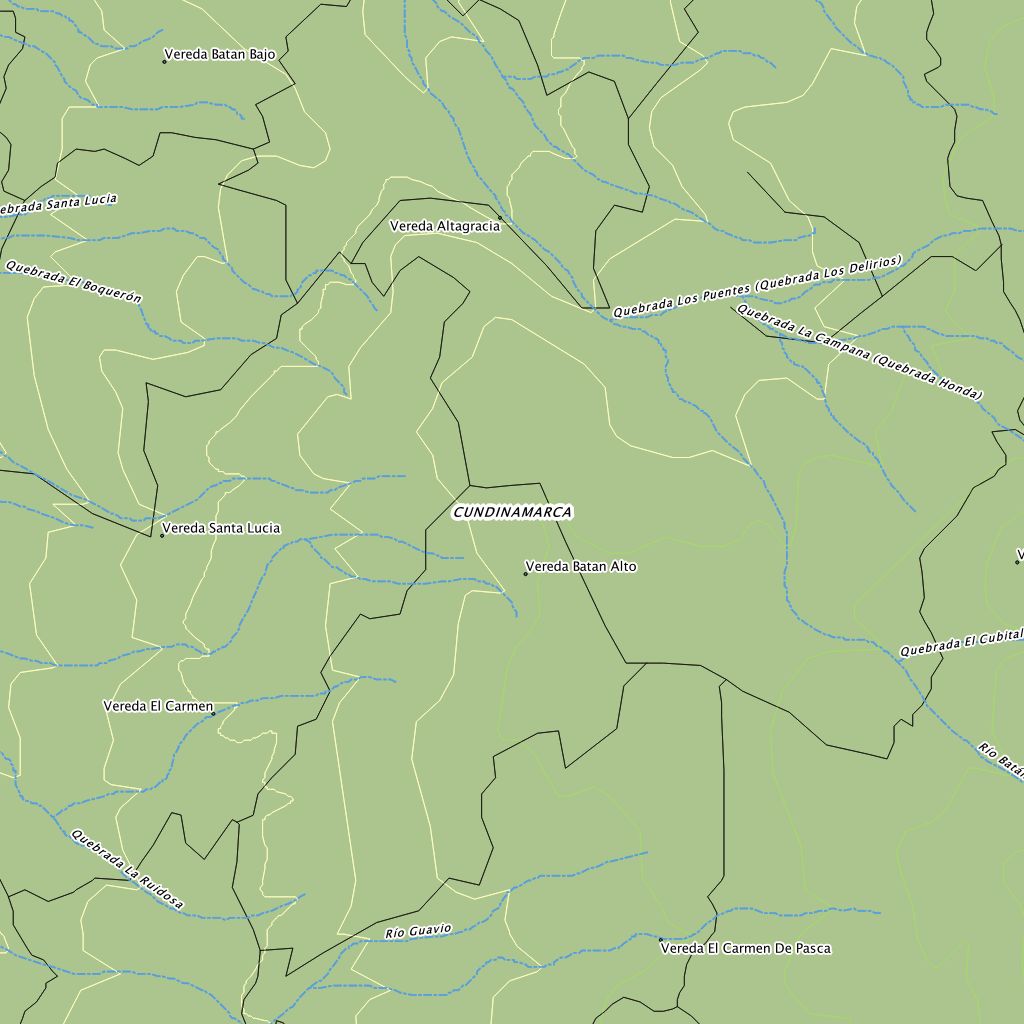 Vereda Batan Bajo
Quebrada Santa Lucia
Vereda Altagracia
Quebrada El Boquerón
Quebrada Los Puentes (Quebrada Los Delirios)
Quebrada La Campana (Quebrada Honda)
CUNDINAMARCA
Vereda Santa Lucia
Vereda Batan Alto
V
Quebrada El Cubital
Vereda El Carmen
Río Batán
Quebrada La Ruidosa
Río Guavio
Vereda El Carmen De Pasca